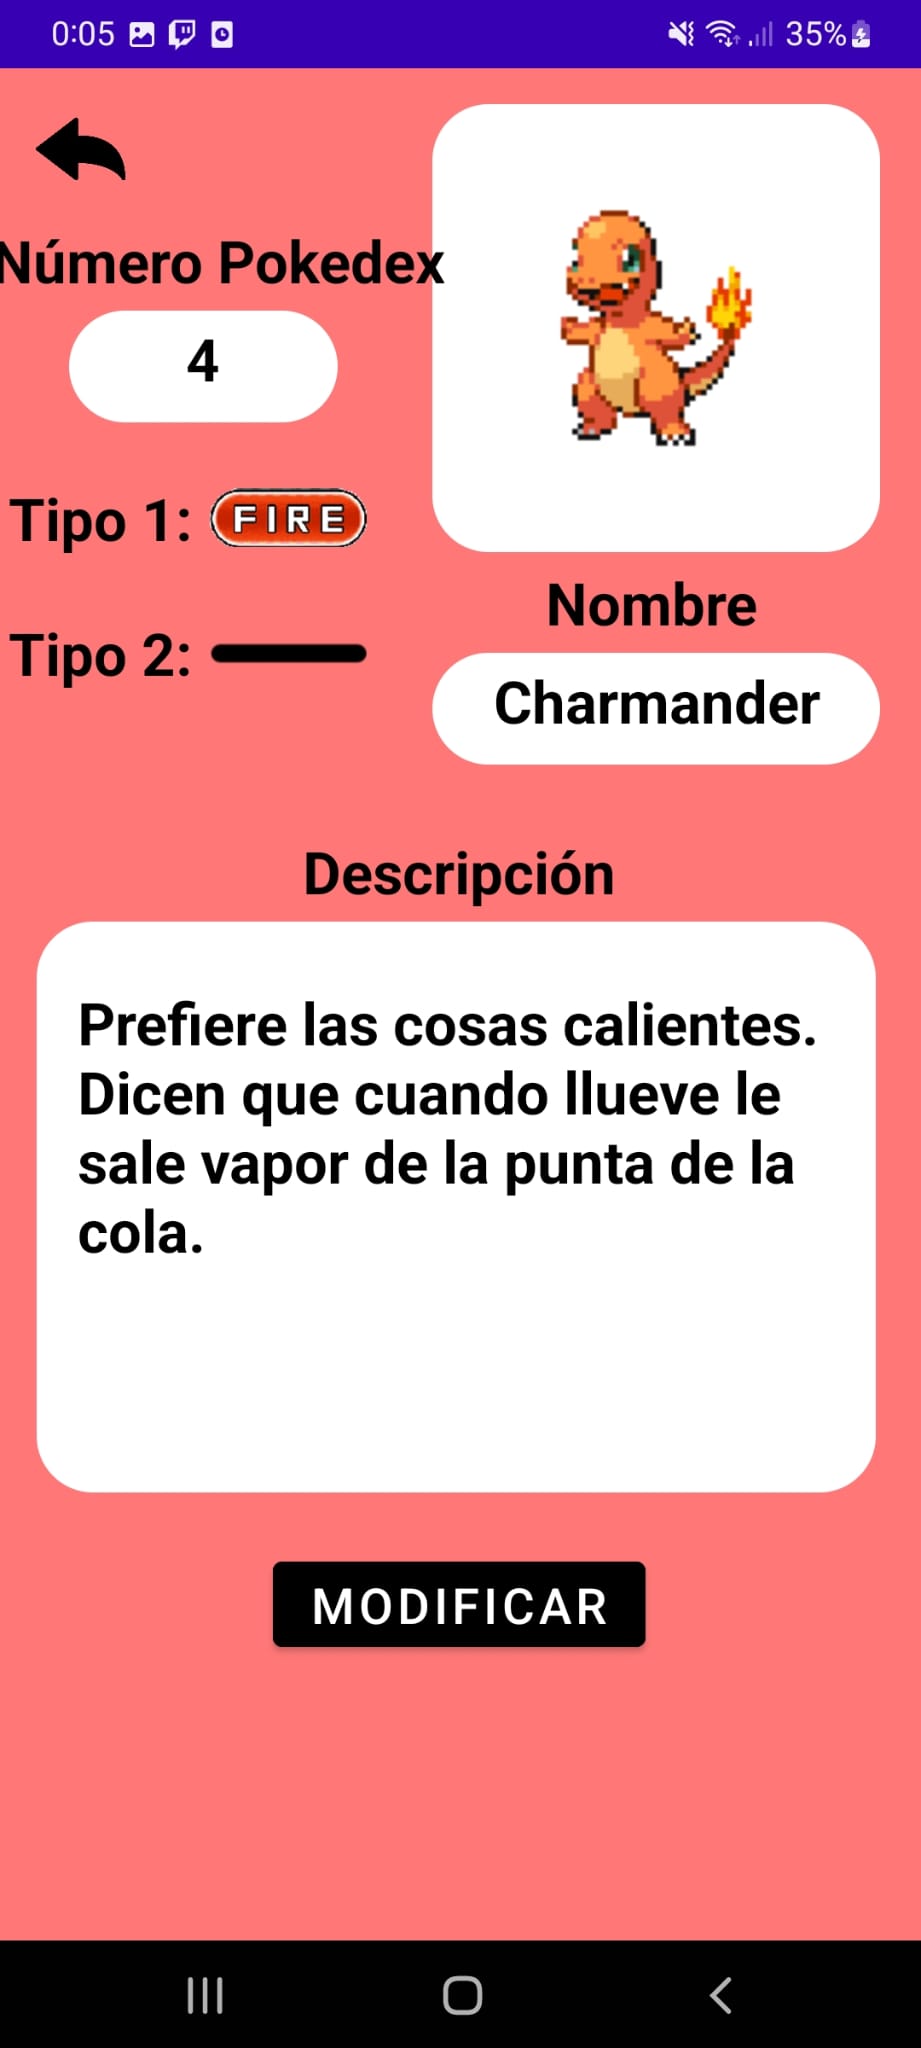 0:05
35%
Número Pokedex
4
Tipo 1: FIRE
Tipo 2:
Nombre
Charmander
Descripción
Prefiere las cosas calientes.
Dicen que cuando llueve le
sale vapor de la punta de la
cola.
MODIFICAR